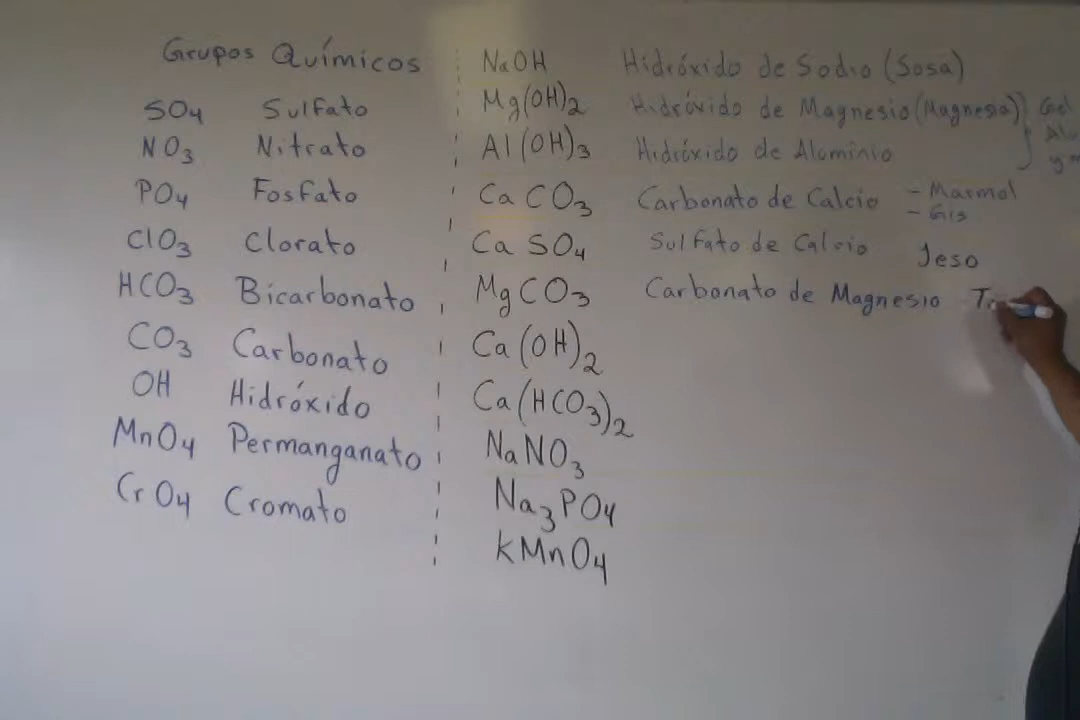 Grupos Químicos
SO4 Sulfato
NO3 Nitrato
PO4 Fosfato
ClO3 Clorato
HCO3 Bicarbonato
CO3 Carbonato
OH Hidróxido
MnO4 Permanganato
CrO4 Cromato
NaOH Hidróxido de Sodio (Sosa)
Mg(OH)2 Hidróxido de Magnesio (Magnesia)
Al(OH)3 Hidróxido de Aluminio
CaCO3 Carbonato de Calcio - Marmol
- Gis
CaSO4 Sulfato de Calcio Yeso
MgCO3 Carbonato de Magnesio
Ca(OH)2
Ca(HCO3)2
NaNO3
Na3PO4
kMnO4